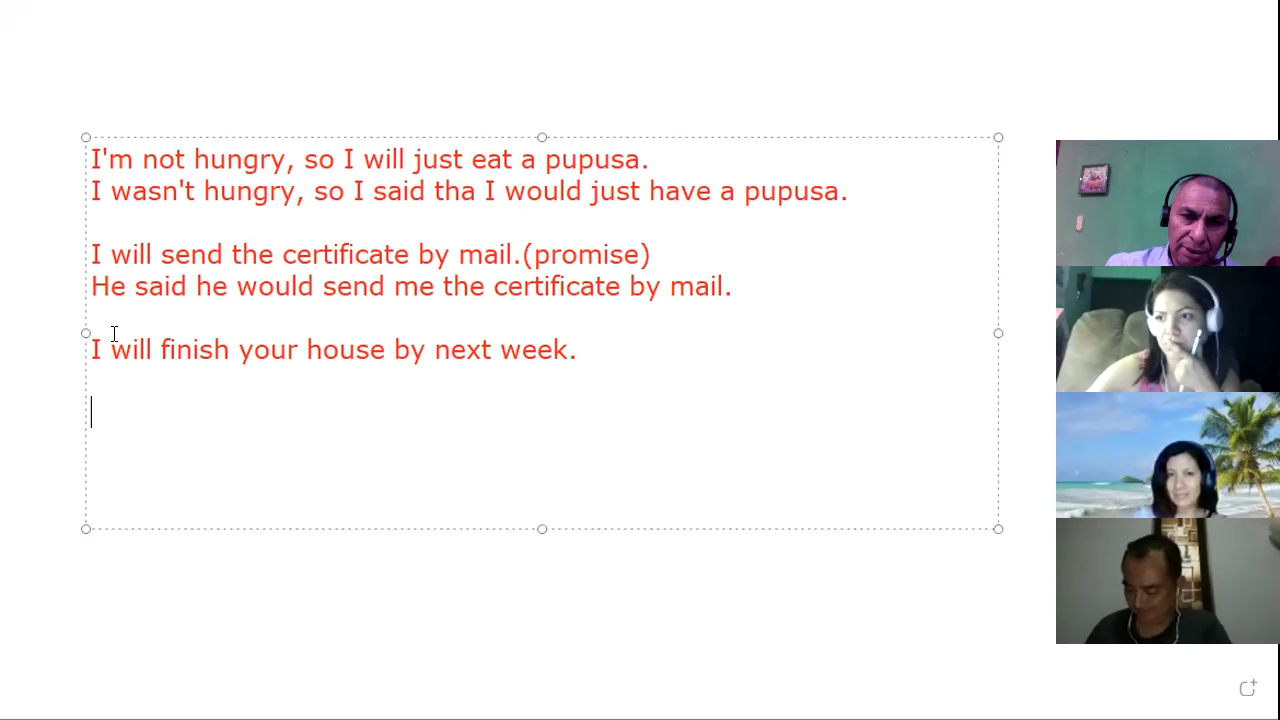 I'm not hungry, so I will just eat a pupusa.
I wasn't hungry, so I said tha I would just have a pupusa.
I will send the certificate by mail.(promise)
He said he would send me the certificate by mail.
I will finish your house by next week.